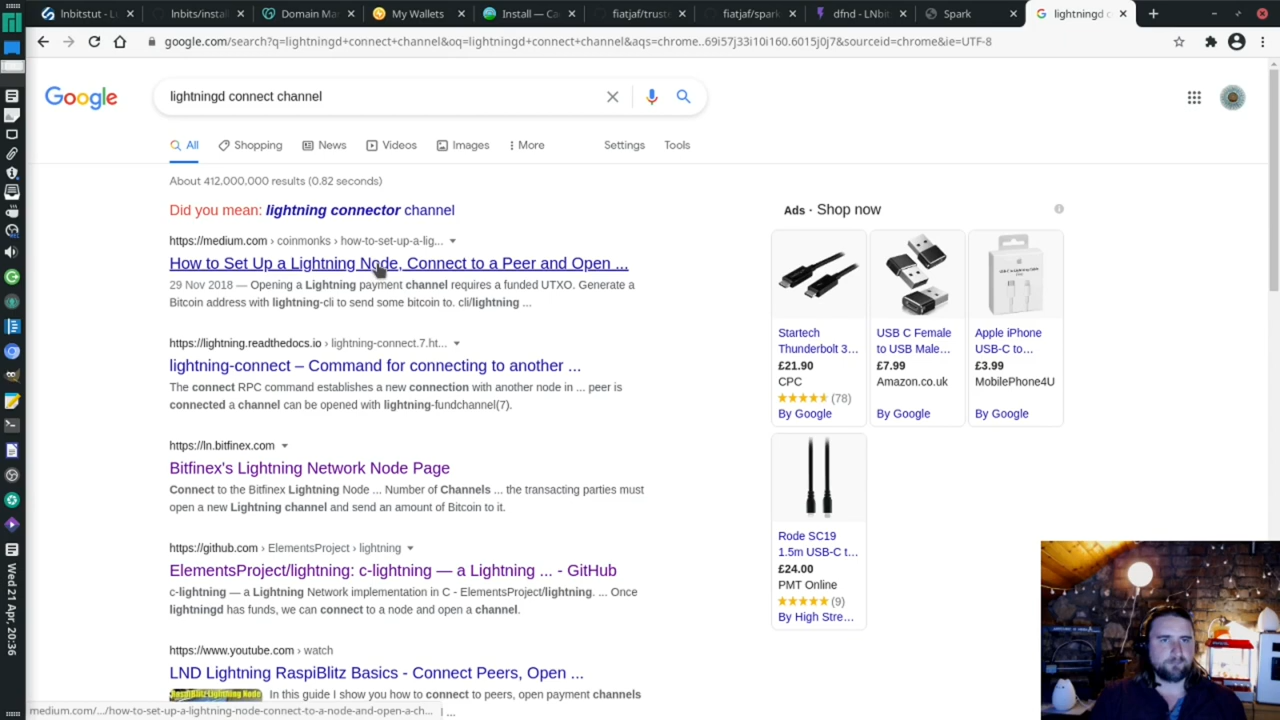 lnbitstut - L
lnbits/install
Domain Mar
My Wallets
Install — Ca
fiatjaf/truste
fiatjaf/spark
dfnd - LNbit
Spark
lightningd c
google.com/search?q=lightningd+connect+channel&oq=lightningd+connect+channel&aqs=chrome..69i57j33i10i160.6015j0j7&sourceid=chrome&ie=UTF-8
Google
lightningd connect channel
All
Shopping
News
Videos
Images
More
Settings
Tools
About 412,000,000 results (0.82 seconds)
Did you mean: lightning connector channel
https://medium.com › coinmonks › how-to-set-up-a-lig...
How to Set Up a Lightning Node, Connect to a Peer and Open ...
29 Nov 2018 — Opening a Lightning payment channel requires a funded UTXO. Generate a
Bitcoin address with lightning-cli to send some bitcoin to. cli/lightning ...
https://lightning.readthedocs.io › lightning-connect.7.ht...
lightning-connect – Command for connecting to another ...
The connect RPC command establishes a new connection with another node in ... peer is
connected a channel can be opened with lightning-fundchannel(7).
https://ln.bitfinex.com
Bitfinex's Lightning Network Node Page
Connect to the Bitfinex Lightning Node ... Number of Channels ... the transacting parties must
open a new Lightning channel and send an amount of Bitcoin to it.
https://github.com › ElementsProject › lightning
ElementsProject/lightning: c-lightning — a Lightning ... - GitHub
c-lightning — a Lightning Network implementation in C - ElementsProject/lightning. ... Once
lightningd has funds, we can connect to a node and open a channel.
https://www.youtube.com › watch
LND Lightning RaspiBlitz Basics - Connect Peers, Open ...
In this guide I show you how to connect to peers, open payment channels
...
medium.com/.../how-to-set-up-a-lightning-node-connect-to-a-node-and-open-a-ch...
Ads · Shop now
Startech
Thunderbolt 3...
£21.90
CPC
(78)
By Google
USB C Female
to USB Male...
£7.99
Amazon.co.uk
By Google
Apple iPhone
USB-C to...
£3.99
MobilePhone4U
By Google
Rode SC19
1.5m USB-C t...
£24.00
PMT Online
(9)
By High Stre...
Wed 21 Apr, 20:36